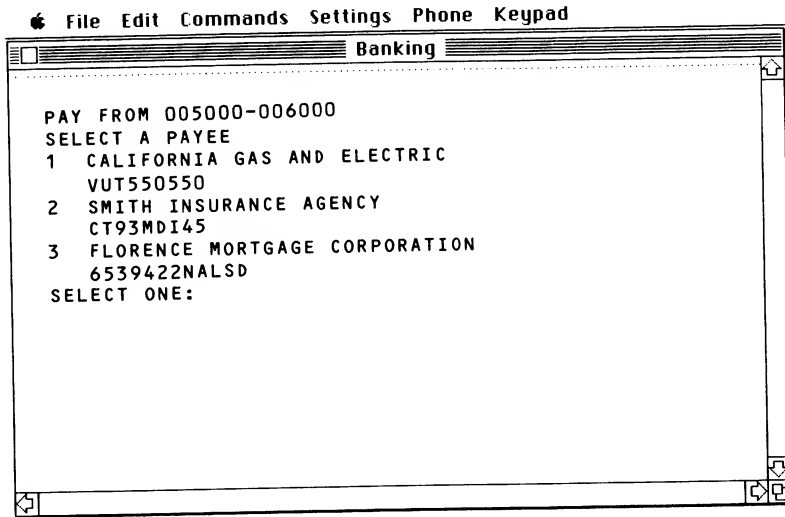 File Edit Commands Settings Phone Keypad
Banking
PAY FROM 005000-006000
SELECT A PAYEE
1 CALIFORNIA GAS AND ELECTRIC
VUT550550
2 SMITH INSURANCE AGENCY
CT93MDI45
3 FLORENCE MORTGAGE CORPORATION
6539422NALSD
SELECT ONE: